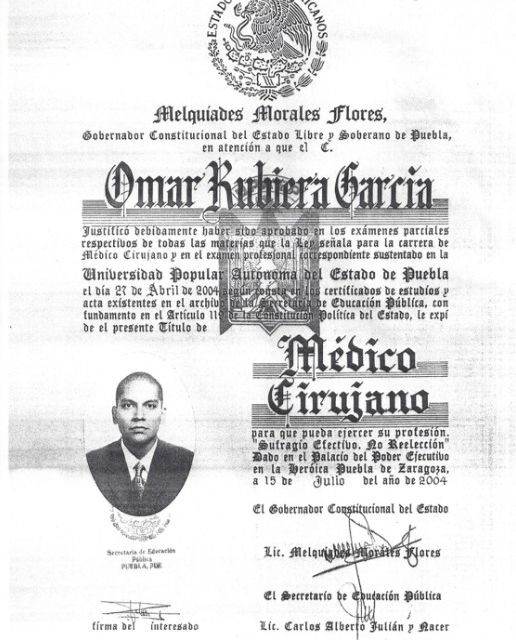 ESTADO
ICANOS
Melquiades Morales Flores,
Gobernador Constitucional del Estado Libre y Soberano de Puebla,
en atención a que el C.
Omar Rubiera García
Justificó debidamente haber sido aprobado en los exámenes parciales
respectivos de todas las materias que la Ley señala para la carrera de
Médico Cirujano y en el examen profesional correspondiente sustentado en la
Universidad Popular Autónoma del Estado de Puebla
el día 27 de Abril de 2004 según consta en los certificados de estudios y
acta existentes en el archivo de la Secretaría de Educación Pública, con
fundamento en el Artículo 119 de la Constitución Política del Estado, le expi
de el presente Título de
Médico
Cirujano
para que pueda ejercer su profesión.
"Sufragio Efectivo. No Reelección"
Dado en el Palacio del Poder Ejecutivo
en la Heróica Puebla de Zaragoza,
a 15 de Julio del año de 2004
El Gobernador Constitucional del Estado
Lic. Melquiades Morales Flores
Secretaría de Educación
Pública
PUEBLA, PUE.
El Secretario de Educación Pública
Lic. Carlos Alberto Julián y Nacer
firma del interesado